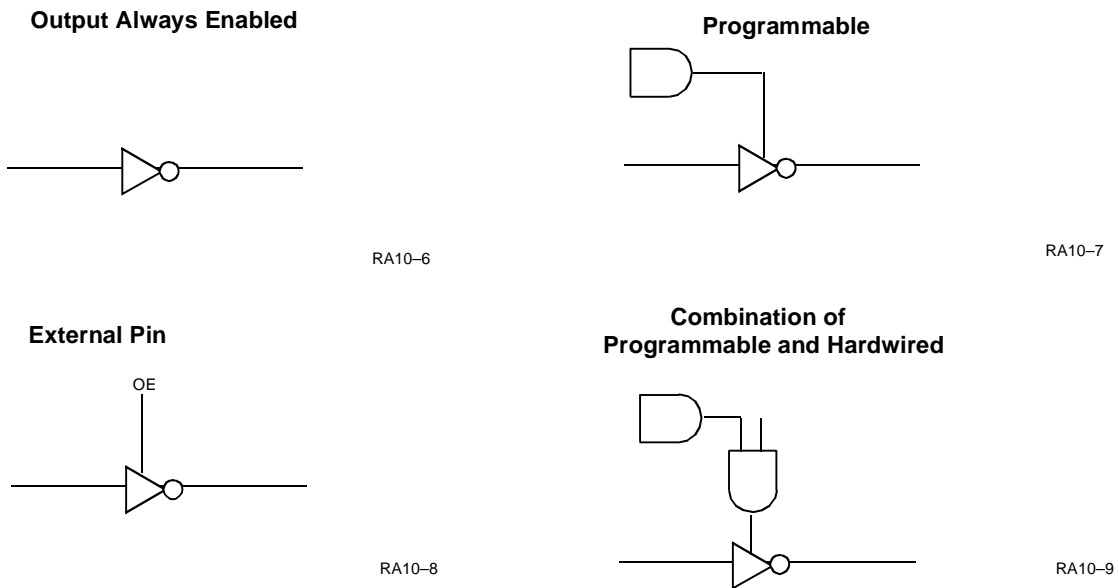 Output Always Enabled
Programmable
RA10–6
RA10–7
External Pin
Combination of
Programmable and Hardwired
OE
RA10–8
RA10–9